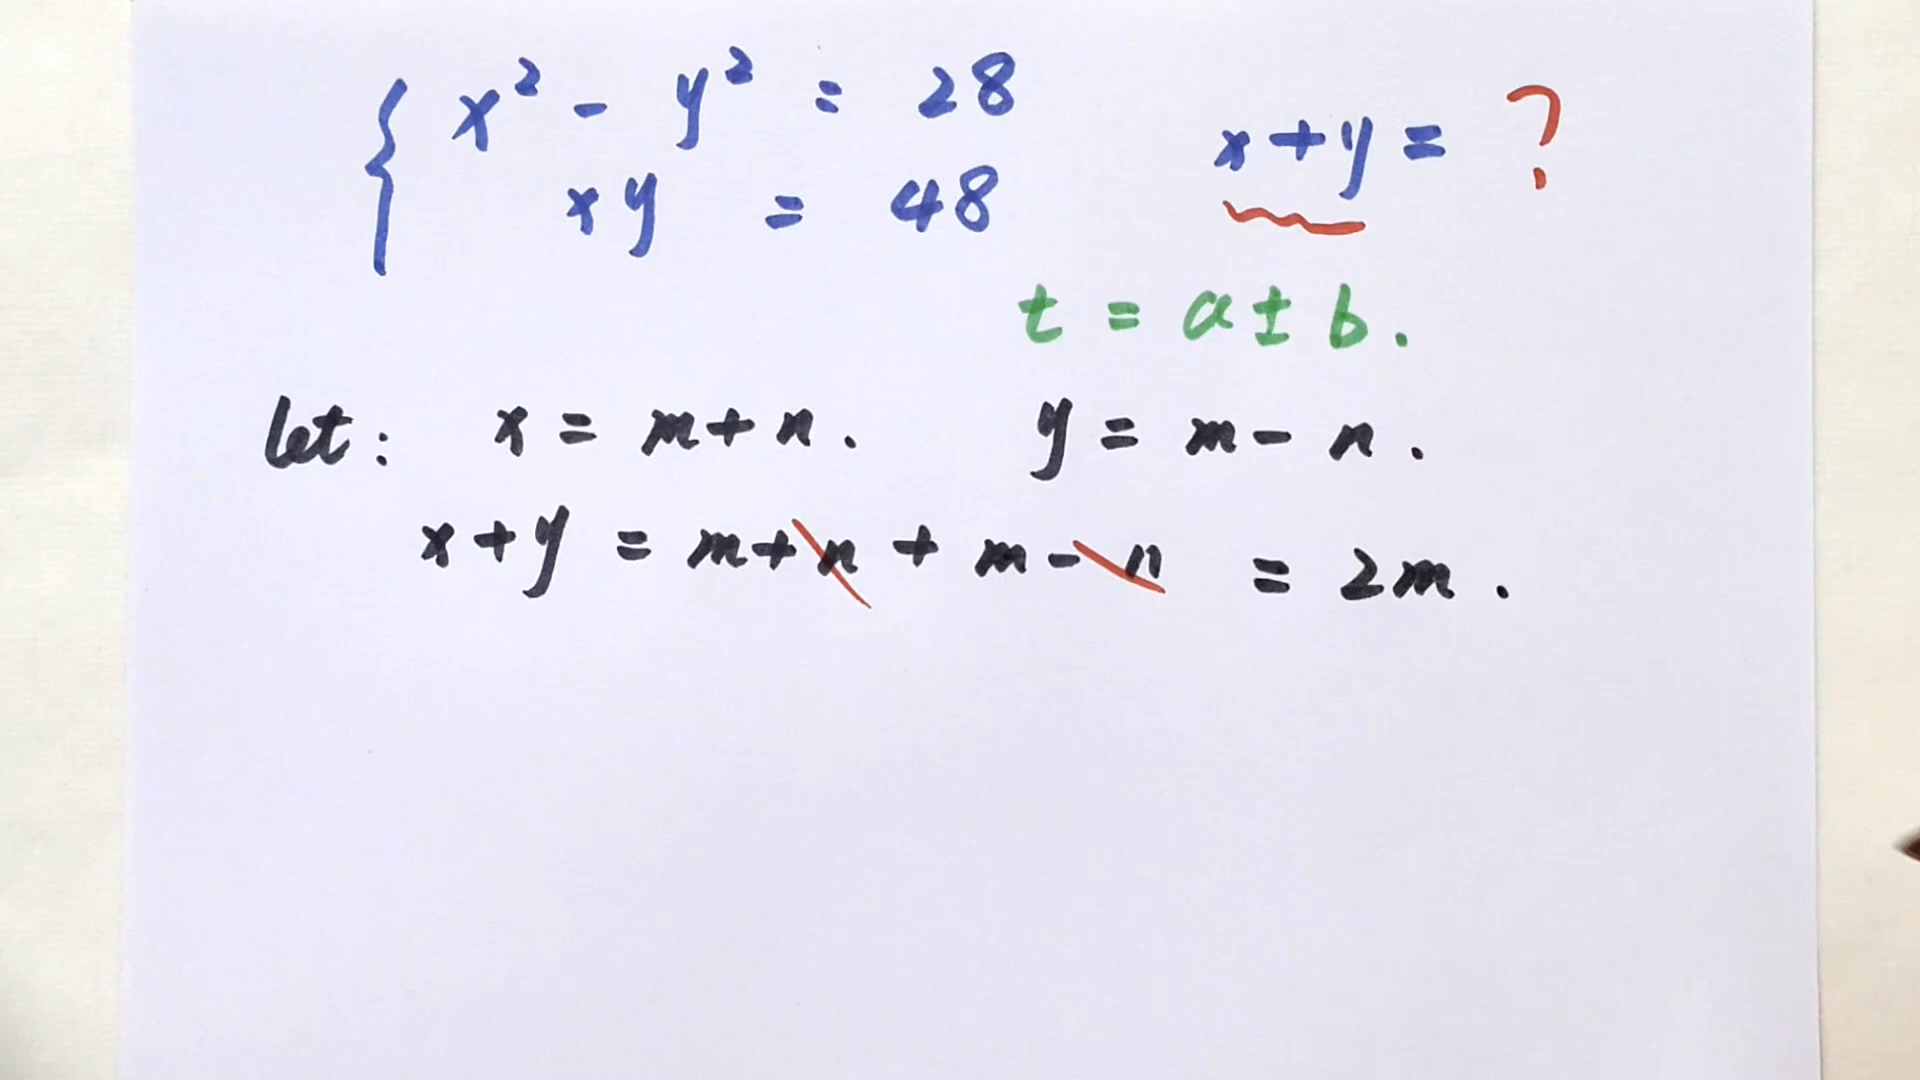 x² - y² = 28
xy = 48
x+y = ?
t = a ± b.
let: x = m+n. y = m-n.
x+y = m+n + m-n = 2m.